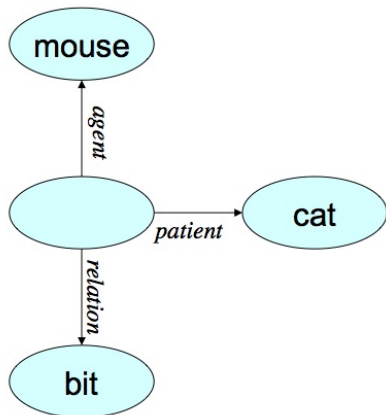 mouse
agent
patient
cat
relation
bit